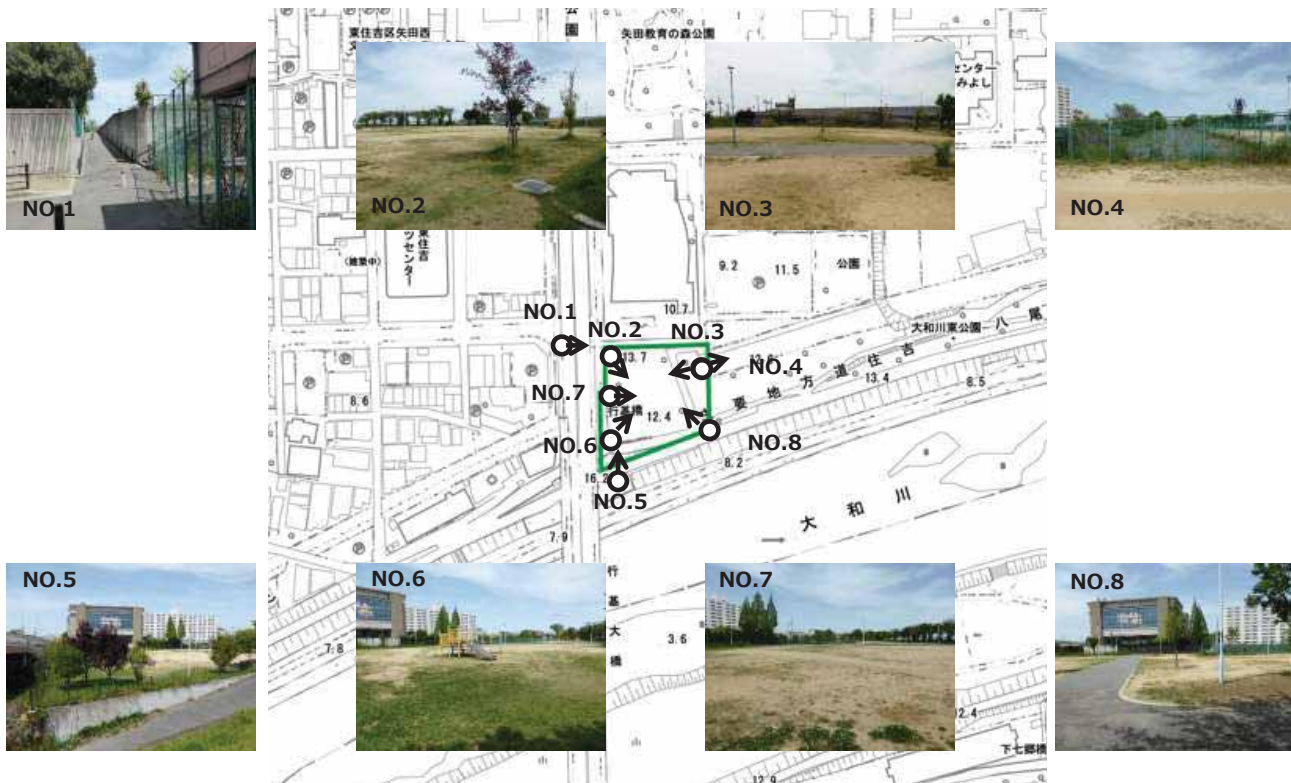 公
園
東住吉区矢田西
矢田教育の森公園
センター
すみよし
NO.1
NO.2
NO.3
NO.4
東住吉
ツセンター
(建築中)
9.2
11.5
公園
10.7
NO.1
NO.2
NO.3
13.7
大和川東公園
NO.4
NO.7
8.6
行基橋
12.4
要地方道住吉八尾
13.4
8.5
NO.6
NO.8
16.2
8.2
NO.5
大和川
7.9
NO.5
NO.6
NO.7
NO.8
行
基
大
橋
3.6
7.8
2.4
下七郷橋
12.9